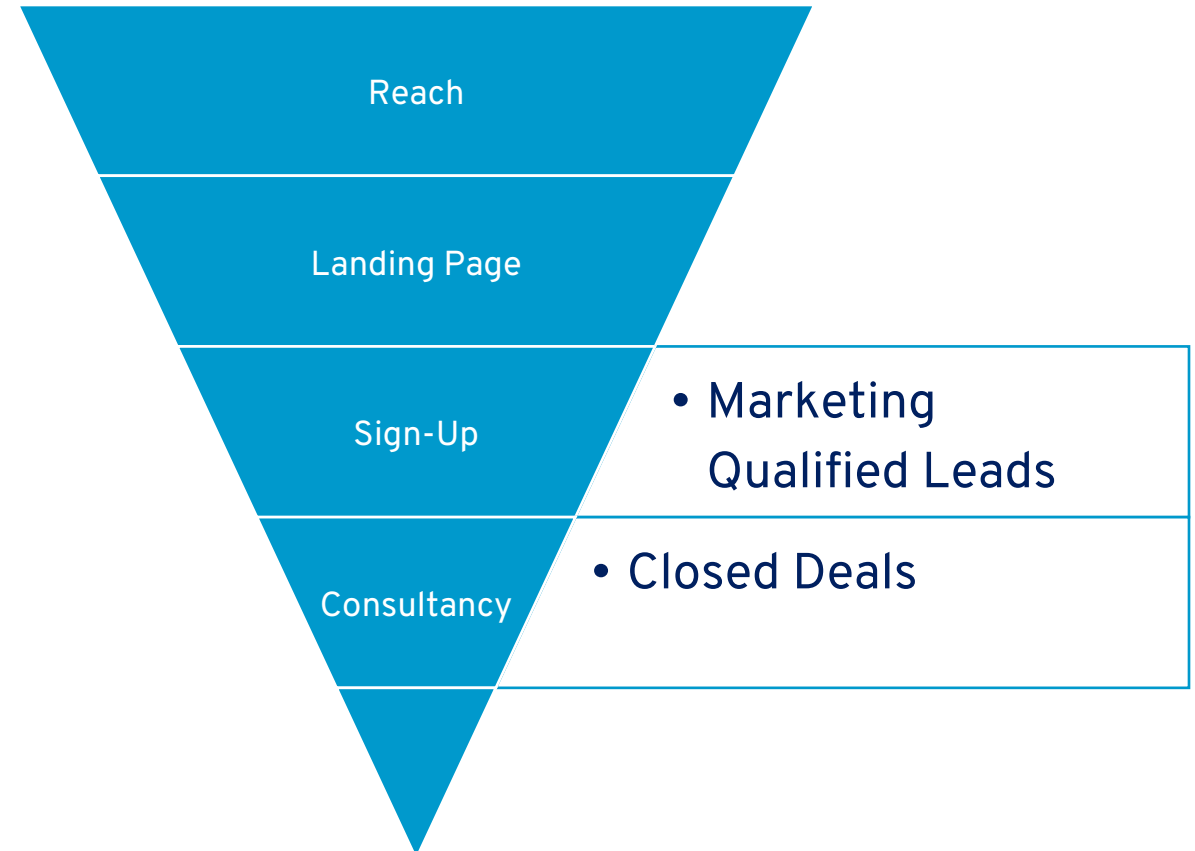 Reach
Landing Page
Sign-Up
• Marketing
Qualified Leads
Consultancy
• Closed Deals